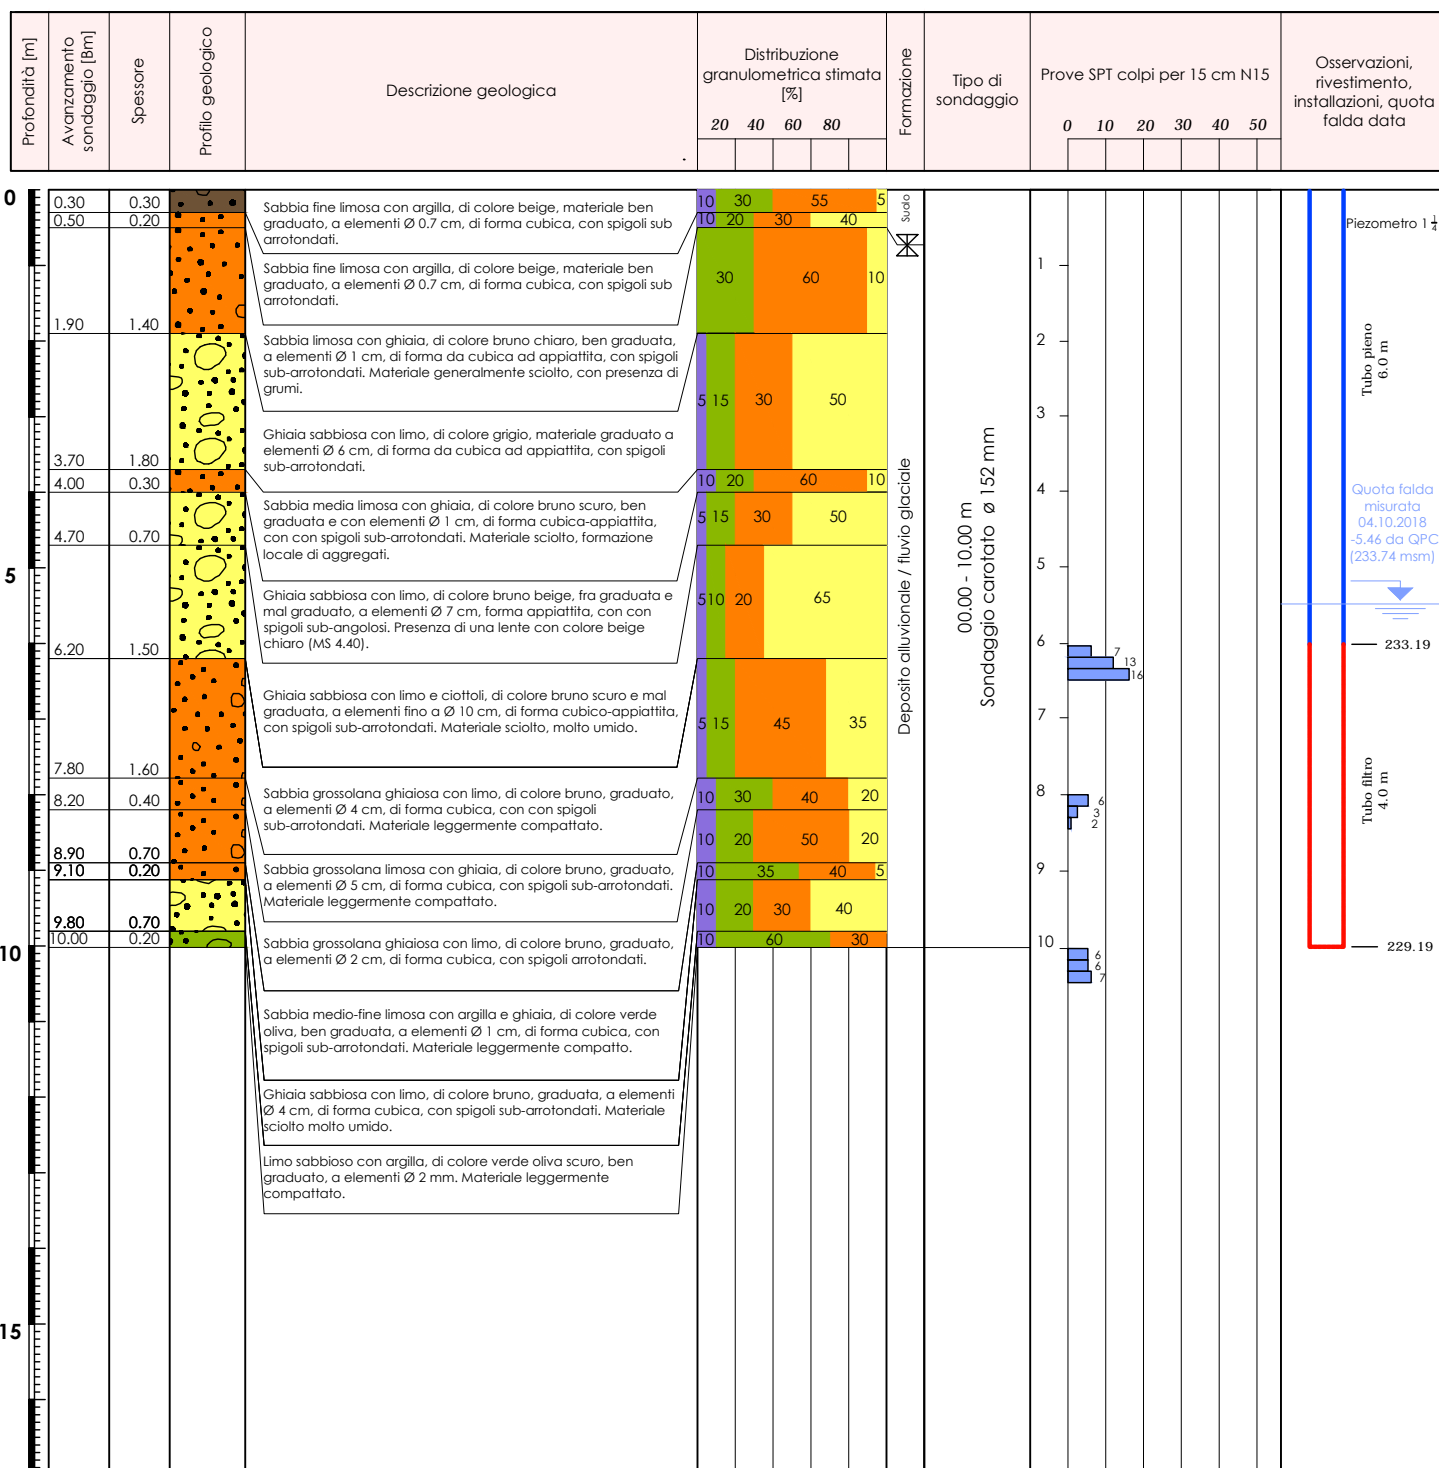 Profondità [m]
Avanzamento
sondaggio [Bm]
Spessore
Profilo geologico
Descrizione geologica
Distribuzione
granulometrica stimata
[%]
20 40 60 80
Formazione
Tipo di
sondaggio
Prove SPT colpi per 15 cm N15
0 10 20 30 40 50
Osservazioni,
rivestimento,
installazioni, quota
falda data
0
5
10
15
0.30 0.30
0.50 0.20
1.90 1.40
3.70 1.80
4.00 0.30
4.70 0.70
6.20 1.50
7.80 1.60
8.20 0.40
8.90 0.70
9.10 0.20
9.80 0.70
10.00 0.20
Sabbia fine limosa con argilla, di colore beige, materiale ben
graduato, a elementi Ø 0.7 cm, di forma cubica, con spigoli sub
arrotondati.
Sabbia fine limosa con argilla, di colore beige, materiale ben
graduato, a elementi Ø 0.7 cm, di forma cubica, con spigoli sub
arrotondati.
Sabbia limosa con ghiaia, di colore bruno chiaro, ben graduata,
a elementi Ø 1 cm, di forma da cubica ad appiattita, con spigoli
sub-arrotondati. Materiale generalmente sciolto, con presenza di
grumi.
Ghiaia sabbiosa con limo, di colore grigio, materiale graduato a
elementi Ø 6 cm, di forma da cubica ad appiattita, con spigoli
sub-arrotondati.
Sabbia media limosa con ghiaia, di colore bruno scuro, ben
graduata e con elementi Ø 1 cm, di forma cubica-appiattita,
con con spigoli sub-arrotondati. Materiale sciolto, formazione
locale di aggregati.
Ghiaia sabbiosa con limo, di colore bruno beige, fra graduata e
mal graduato, a elementi Ø 7 cm, forma appiattita, con con
spigoli sub-angolosi. Presenza di una lente con colore beige
chiaro (MS 4.40).
Ghiaia sabbiosa con limo e ciottoli, di colore bruno scuro e mal
graduata, a elementi fino a Ø 10 cm, di forma cubico-appiattita,
con spigoli sub-arrotondati. Materiale sciolto, molto umido.
Sabbia grossolana ghiaiosa con limo, di colore bruno, graduato,
a elementi Ø 4 cm, di forma cubica, con con spigoli
sub-arrotondati. Materiale leggermente compattato.
Sabbia grossolana limosa con ghiaia, di colore bruno, graduato,
a elementi Ø 5 cm, di forma cubica, con spigoli sub-arrotondati.
Materiale leggermente compattato.
Sabbia grossolana ghiaiosa con limo, di colore bruno, graduato,
a elementi Ø 2 cm, di forma cubica, con spigoli arrotondati.
Sabbia medio-fine limosa con argilla e ghiaia, di colore verde
oliva, ben graduata, a elementi Ø 1 cm, di forma cubica, con
spigoli sub-arrotondati. Materiale leggermente compatto.
Ghiaia sabbiosa con limo, di colore bruno, graduata, a elementi
Ø 4 cm, di forma cubica, con spigoli sub-arrotondati. Materiale
sciolto molto umido.
Limo sabbioso con argilla, di colore verde oliva scuro, ben
graduato, a elementi Ø 2 mm. Materiale leggermente
compattato.
10 30 55 5
10 20 30 40
30 60 10
5 15 30 50
10 20 60 10
5 15 30 50
5 10 20 65
5 15 45 35
10 30 40 20
10 20 50 20
10 35 40 5
10 20 30 40
10 60 30
Suolo
Deposito alluvionale / fluvio glaciale
00.00 - 10.00 m
Sondaggio carotato ø 152 mm
1
2
3
4
5
6
7
8
9
10
7
13
16
6
3
2
6
6
7
Piezometro 1 1/4
Tubo pieno
6.0 m
Quota falda
misurata
04.10.2018
-5.46 da QPC
(233.74 msm)
233.19
Tubo filtro
4.0 m
229.19